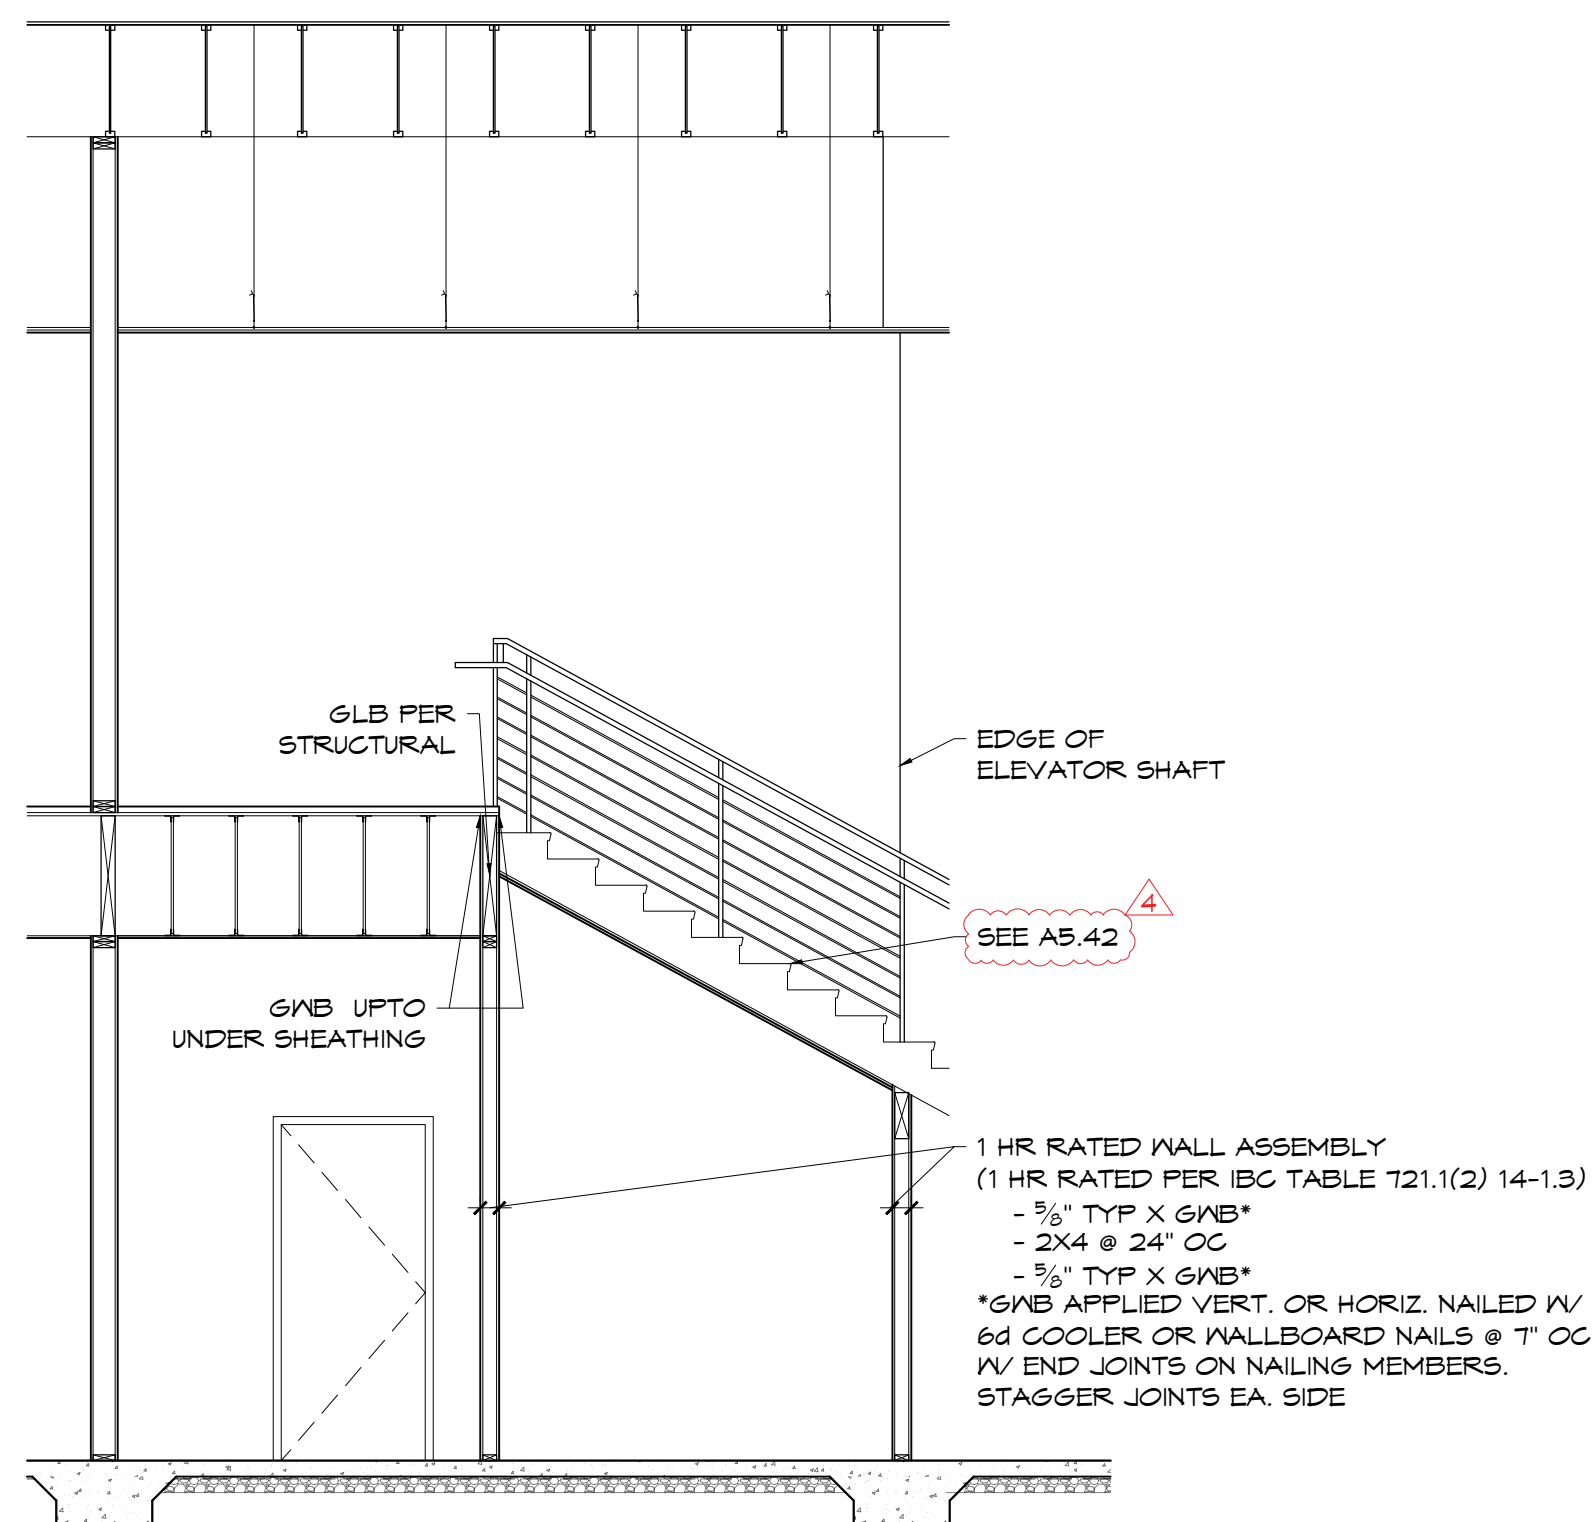 GLB PER
STRUCTURAL
EDGE OF
ELEVATOR SHAFT
4
SEE A5.42
GWB UPTO
UNDER SHEATHING
1 HR RATED WALL ASSEMBLY
(1 HR RATED PER IBC TABLE 721.1(2) 14-1.3)
- 5/8" TYP X GWB*
- 2X4 @ 24" OC
- 5/8" TYP X GWB*
*GWB APPLIED VERT. OR HORIZ. NAILED W/
6d COOLER OR WALLBOARD NAILS @ 7" OC
W/ END JOINTS ON NAILING MEMBERS.
STAGGER JOINTS EA. SIDE